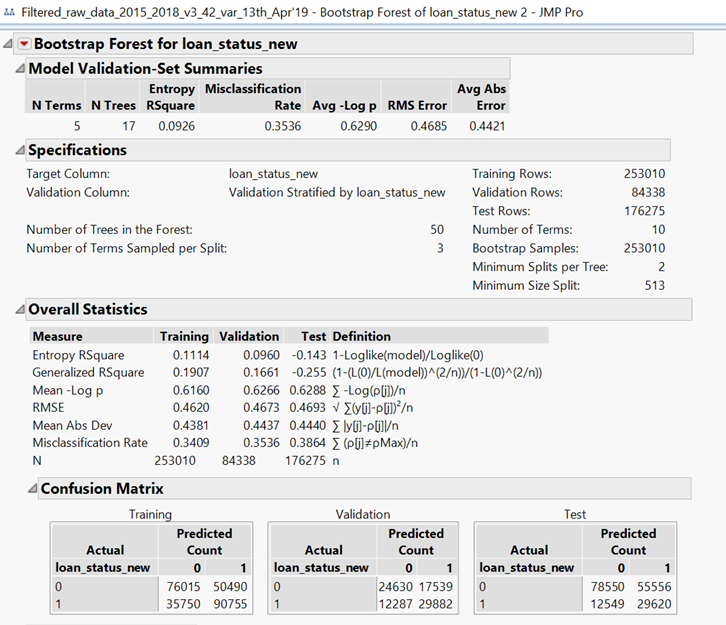 Filtered_raw_data_2015_2018_v3_42_var_13th_Apr'19 - Bootstrap Forest of loan_status_new 2 - JMP Pro
Bootstrap Forest for loan_status_new
Model Validation-Set Summaries
Entropy Misclassification Avg Abs
N Terms N Trees RSquare Rate Avg -Log p RMS Error Error
5 17 0.0926 0.3536 0.6290 0.4685 0.4421
Specifications
Target Column: loan_status_new Training Rows: 253010
Validation Column: Validation Stratified by loan_status_new Validation Rows: 84338
Test Rows: 176275
Number of Trees in the Forest: 50 Number of Terms: 10
Number of Terms Sampled per Split: 3 Bootstrap Samples: 253010
Minimum Splits per Tree: 2
Minimum Size Split: 513
Overall Statistics
Measure Training Validation Test Definition
Entropy RSquare 0.1114 0.0960 -0.143 1-Loglike(model)/Loglike(0)
Generalized RSquare 0.1907 0.1661 -0.255 (1-(L(0)/L(model))^(2/n))/(1-L(0)^(2/n))
Mean -Log p 0.6160 0.6266 0.6288 ∑ -Log(ρ[j])/n
RMSE 0.4620 0.4673 0.4693 √ ∑(y[j]-ρ[j])²/n
Mean Abs Dev 0.4381 0.4437 0.4440 ∑ |y[j]-ρ[j]|/n
Misclassification Rate 0.3409 0.3536 0.3864 ∑ (ρ[j]≠ρMax)/n
N 253010 84338 176275 n
Confusion Matrix
Training Validation Test
Predicted Predicted Predicted
Actual Count Actual Count Actual Count
loan_status_new 0 1 loan_status_new 0 1 loan_status_new 0 1
0 76015 50490 0 24630 17539 0 78550 55556
1 35750 90755 1 12287 29882 1 12549 29620